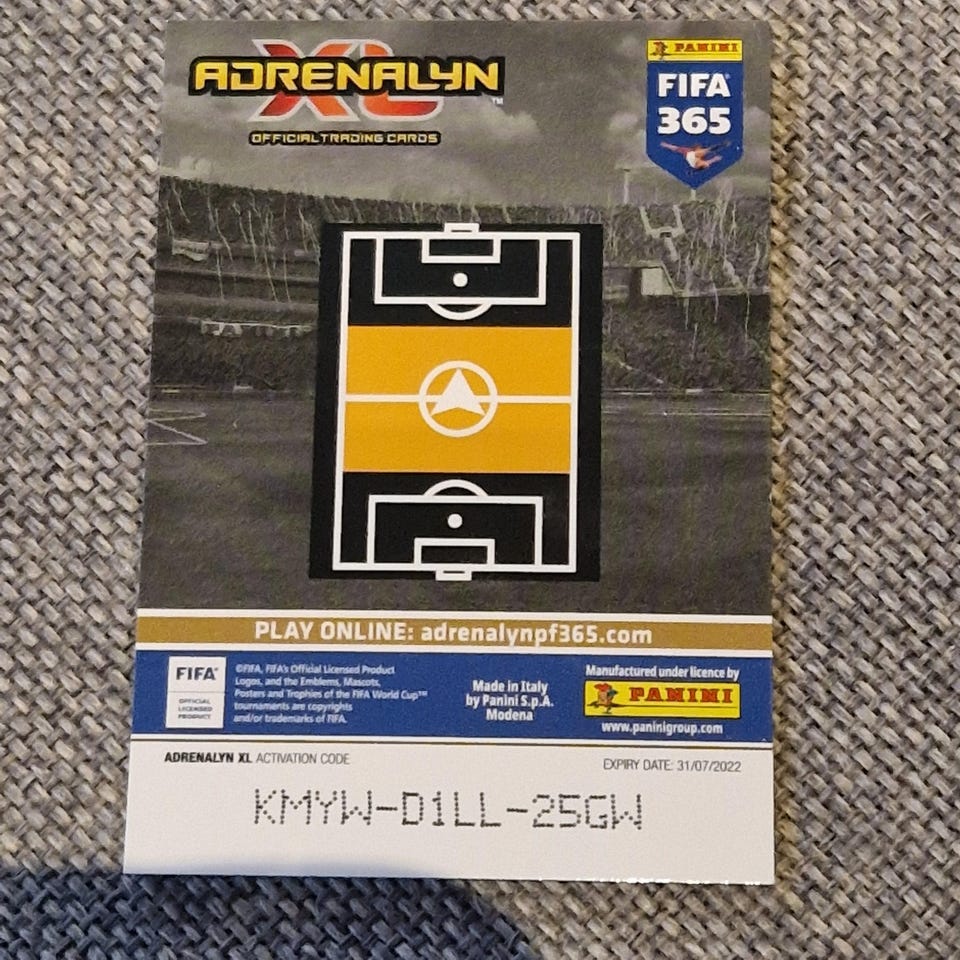 ADRENALYN
XL™
OFFICIAL TRADING CARDS
PANINI
FIFA®
365
PLAY ONLINE: adrenalynpf365.com
FIFA®
OFFICIAL
LICENSED
PRODUCT
©FIFA, FIFA's Official Licensed Product
Logos, and the Emblems, Mascots,
Posters and Trophies of the FIFA World Cup™
tournaments are copyrights
and/or trademarks of FIFA.
Made in Italy
by Panini S.p.A.
Modena
Manufactured under licence by
PANINI
www.paninigroup.com
ADRENALYN XL ACTIVATION CODE
EXPIRY DATE: 31/07/2022
KMYW-D1LL-25GW